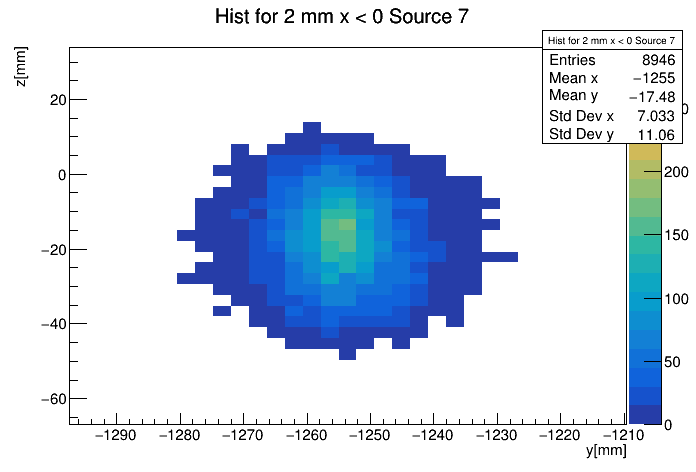 Hist for 2 mm x < 0 Source 7
Hist for 2 mm x < 0 Source 7
Entries 8946
Mean x −1255
Mean y −17.48
Std Dev x 7.033
Std Dev y 11.06
z[mm]
20
0
−20
−40
−60
−1290 −1280 −1270 −1260 −1250 −1240 −1230 −1220 −1210
y[mm]
200
150
100
50
0